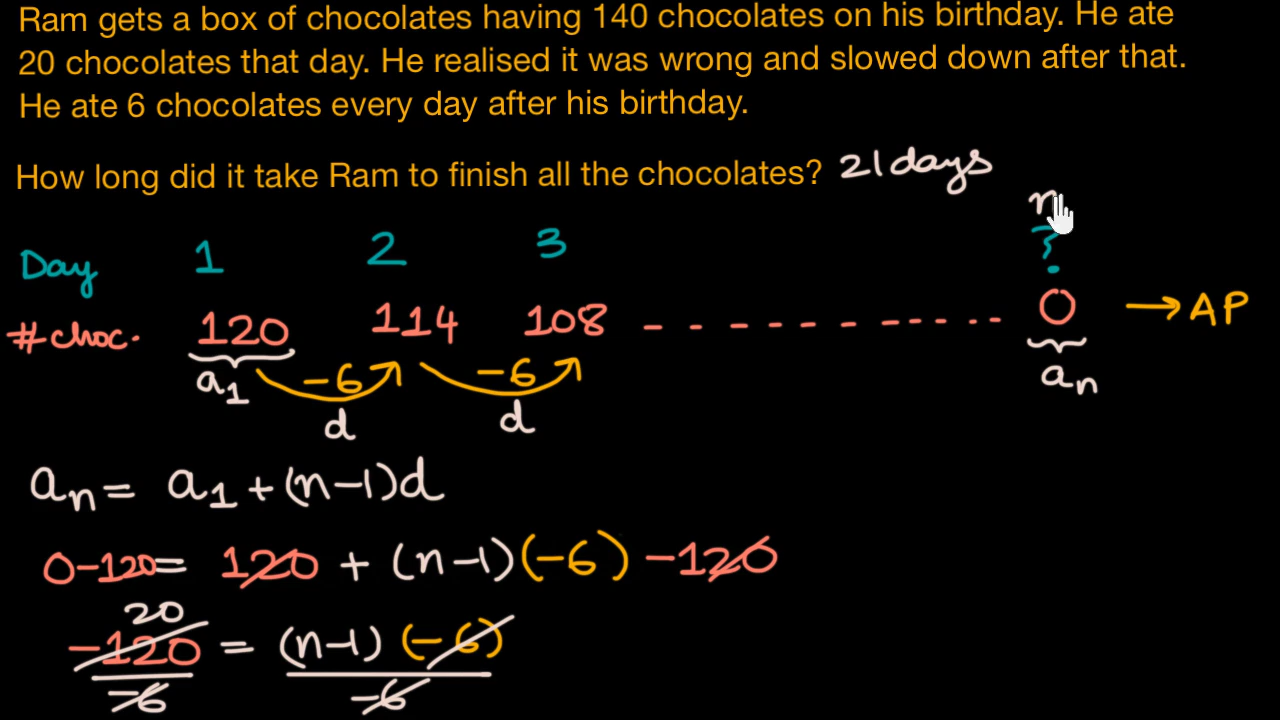 Ram gets a box of chocolates having 140 chocolates on his birthday. He ate
20 chocolates that day. He realised it was wrong and slowed down after that.
He ate 6 chocolates every day after his birthday.
How long did it take Ram to finish all the chocolates? 21 days
n
Day 1 2 3 ?
#choc. 120 114 108 - - - - - - - - - - 0 → AP
a₁ -6 -6 aₙ
d d
aₙ = a₁ + (n-1)d
0-120 = 120 + (n-1)(-6) -120
20
-120 = (n-1) (-6)
-6 -6